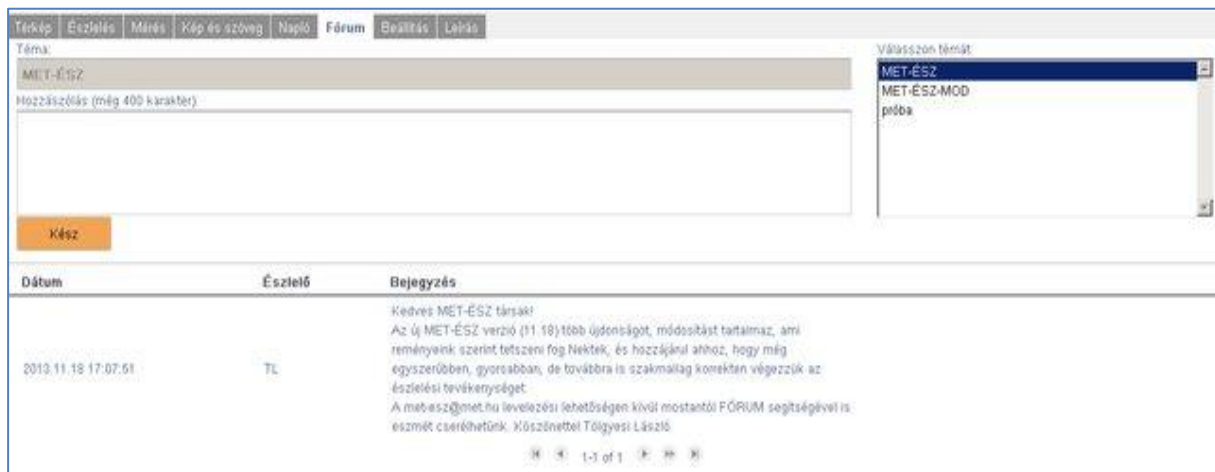 Térkép Észlelés Mérés Kép és szöveg Napló Fórum Beállítás Leírás
Téma:
MET-ÉSZ
Hozzászólás (még 400 karakter):
Kész
Válasszon témát
MET-ÉSZ
MET-ÉSZ-MOD
próba
Dátum Észlelő Bejegyzés
2013.11.18 17:07:51 TL
Kedves MET-ÉSZ társak!
Az új MET-ÉSZ verzió (11.18) több újdonságot, módosítást tartalmaz, ami
reményeink szerint tetszeni fog Nektek, és hozzájárul ahhoz, hogy még
egyszerűbben, gyorsabban, de továbbra is szakmailag korrekten végezzük az
észlelési tevékenységet.
A met-esz@met.hu levelezési lehetőségen kívül mostantól FÓRUM segítségével is
eszmét cserélhetünk. Köszönettel Tölgyesi László
1-1 of 1